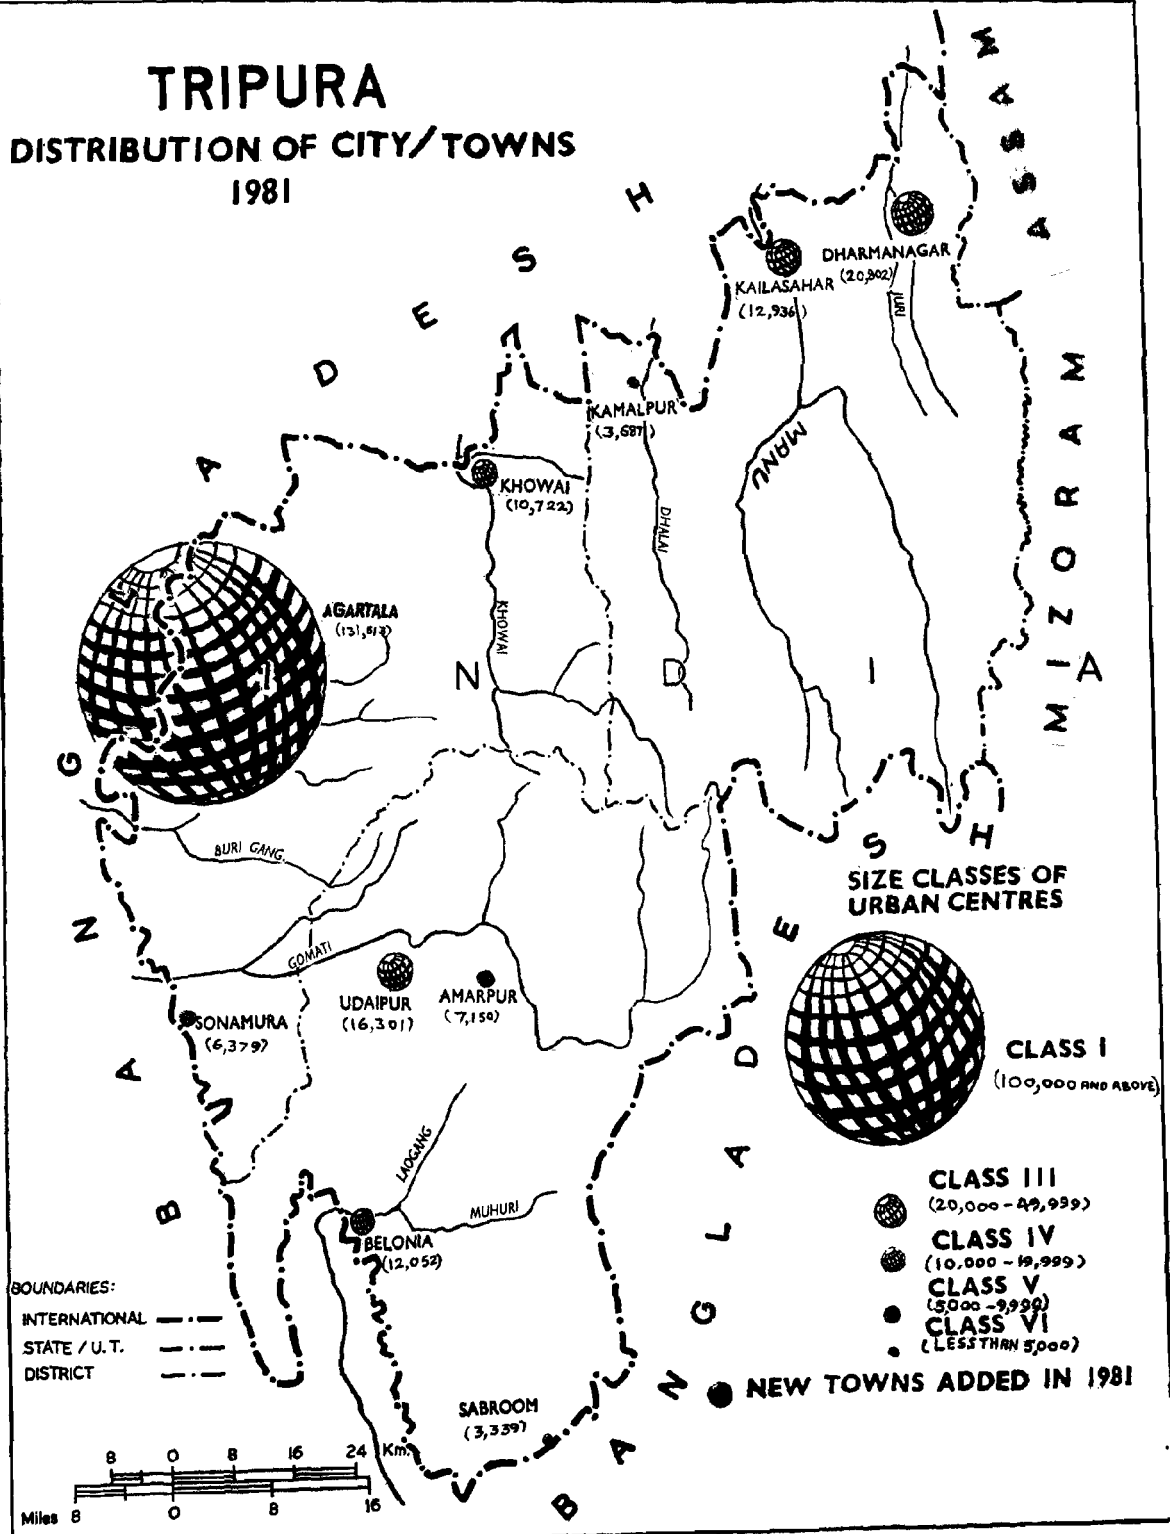 TRIPURA
DISTRIBUTION OF CITY/TOWNS
1981
BANGLADESH
ASSAM
MIZORAM
INDIA
BANGLADESH
DHARMANAGAR
(20,802)
KAILASAHAR
(12,936)
JURI
KAMALPUR
MANU
KHOWAI
(10,722)
DHALAI
AGARTALA
KHOWAI
BURI GANG
GOMATI
UDAIPUR
(16,301)
AMARPUR
(7,150)
SONAMURA
(6,379)
LAOGANG
MUHURI
BELONIA
(12,052)
SABROOM
(3,339)
SIZE CLASSES OF
URBAN CENTRES
CLASS I
(100,000 AND ABOVE)
CLASS III
(20,000-49,999)
CLASS IV
(10,000-19,999)
CLASS V
(5,000-9,999)
CLASS VI
(LESS THAN 5,000)
NEW TOWNS ADDED IN 1981
BOUNDARIES:
INTERNATIONAL
STATE / U.T.
DISTRICT
8 0 8 16 24 Km.
Miles 8 0 8 16